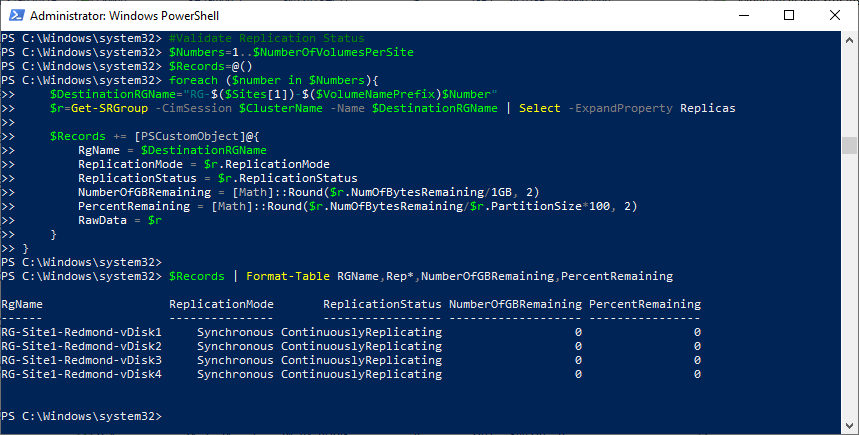 Administrator: Windows PowerShell
PS C:\Windows\system32> #Validate Replication Status
PS C:\Windows\system32> $Numbers=1..$NumberOfVolumesPerSite
PS C:\Windows\system32> $Records=@()
PS C:\Windows\system32> foreach ($number in $Numbers){
>>     $DestinationRGName="RG-$($Sites[1])-$($VolumeNamePrefix)$Number"
>>     $r=Get-SRGroup -CimSession $ClusterName -Name $DestinationRGName | Select -ExpandProperty Replicas
>>
>>     $Records += [PSCustomObject]@{
>>         RgName = $DestinationRGName
>>         ReplicationMode = $r.ReplicationMode
>>         ReplicationStatus = $r.ReplicationStatus
>>         NumberOfGBRemaining = [Math]::Round($r.NumOfBytesRemaining/1GB, 2)
>>         PercentRemaining = [Math]::Round($r.NumOfBytesRemaining/$r.PartitionSize*100, 2)
>>         RawData = $r
>>     }
>> }
PS C:\Windows\system32>
PS C:\Windows\system32> $Records | Format-Table RGName,Rep*,NumberOfGBRemaining,PercentRemaining
RgName                  ReplicationMode       ReplicationStatus NumberOfGBRemaining PercentRemaining
------                  ---------------       ----------------- ------------------- ----------------
RG-Site1-Redmond-vDisk1     Synchronous ContinuouslyReplicating                   0                0
RG-Site1-Redmond-vDisk2     Synchronous ContinuouslyReplicating                   0                0
RG-Site1-Redmond-vDisk3     Synchronous ContinuouslyReplicating                   0                0
RG-Site1-Redmond-vDisk4     Synchronous ContinuouslyReplicating                   0                0
PS C:\Windows\system32>